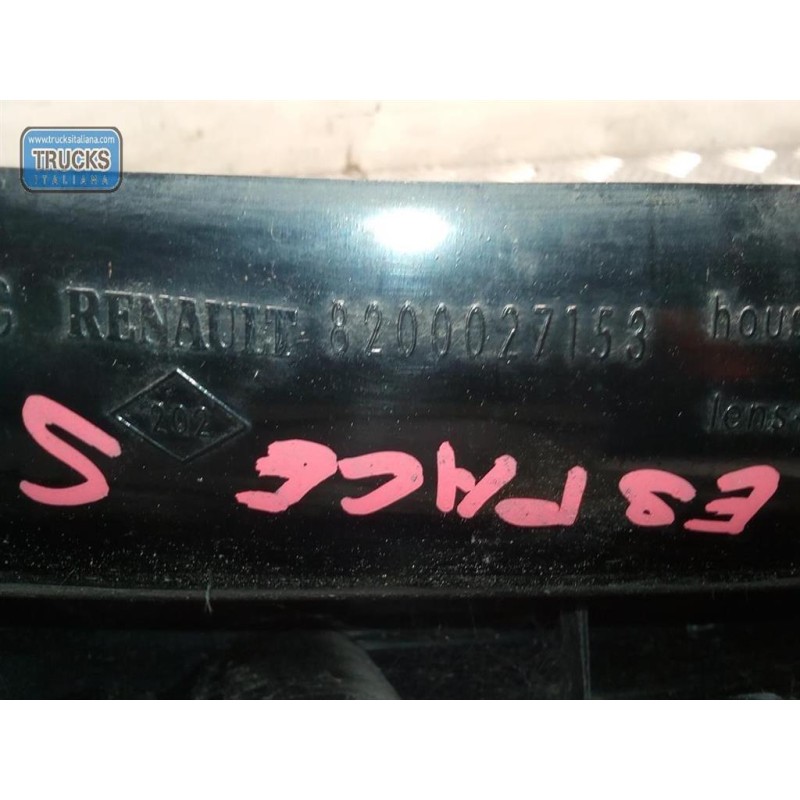 www.trucksitaliana.com
TRUCKS
ITALIANA
RENAULT 8200027153
202
ESPACE S